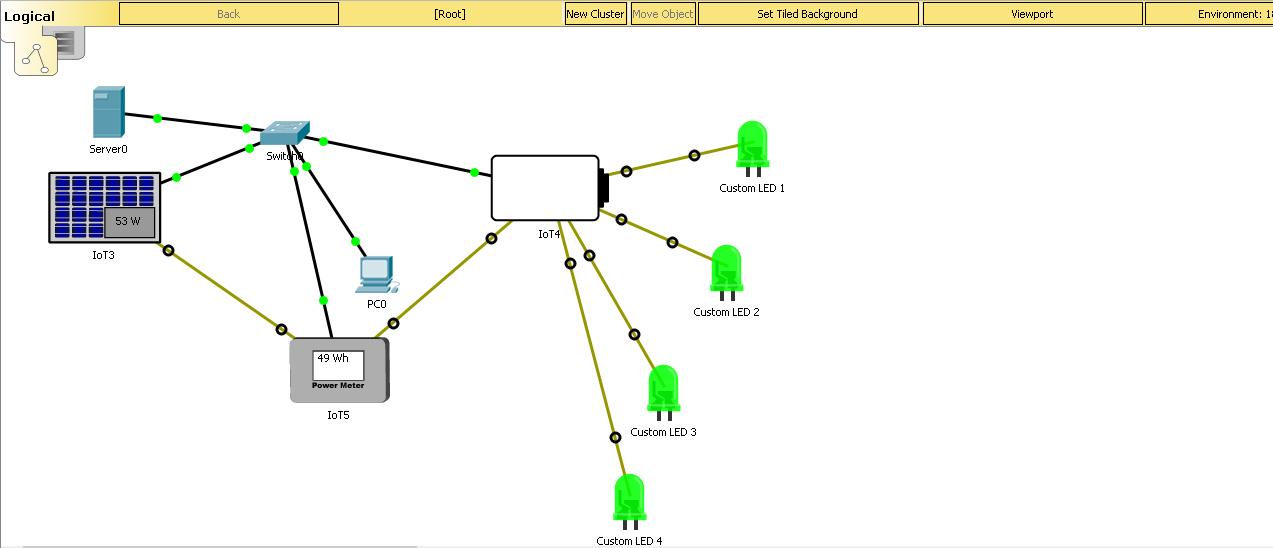 Logical
Back
[Root]
New Cluster
Move Object
Set Tiled Background
Viewport
Environment: 18
Server0
Switch0
Custom LED 1
53 W
IoT4
IoT3
PC0
Custom LED 2
49 Wh
Power Meter
IoT5
Custom LED 3
Custom LED 4